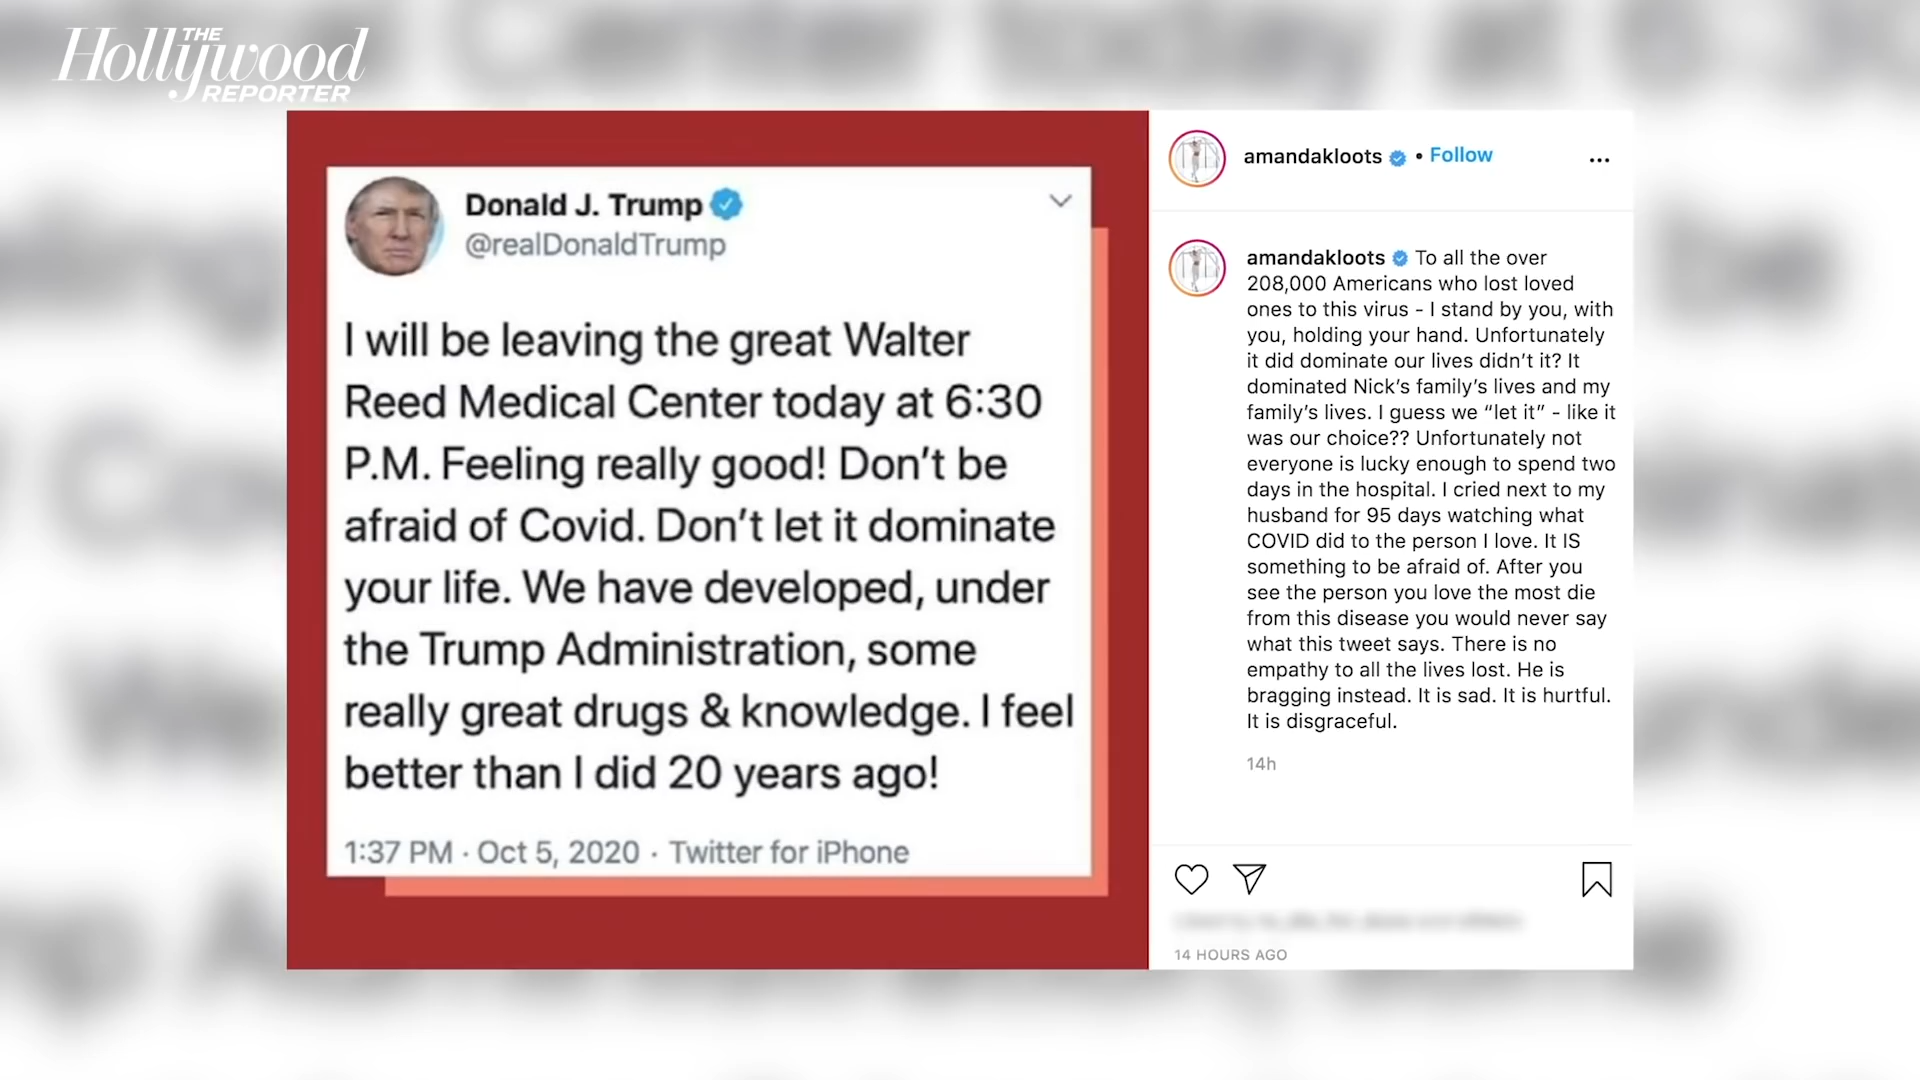 THE
Hollywood
REPORTER
Donald J. Trump
@realDonaldTrump
I will be leaving the great Walter
Reed Medical Center today at 6:30
P.M. Feeling really good! Don't be
afraid of Covid. Don't let it dominate
your life. We have developed, under
the Trump Administration, some
really great drugs & knowledge. I feel
better than I did 20 years ago!
1:37 PM · Oct 5, 2020 · Twitter for iPhone
amandakloots • Follow
amandakloots To all the over
208,000 Americans who lost loved
ones to this virus - I stand by you, with
you, holding your hand. Unfortunately
it did dominate our lives didn't it? It
dominated Nick's family's lives and my
family's lives. I guess we “let it” - like it
was our choice?? Unfortunately not
everyone is lucky enough to spend two
days in the hospital. I cried next to my
husband for 95 days watching what
COVID did to the person I love. It IS
something to be afraid of. After you
see the person you love the most die
from this disease you would never say
what this tweet says. There is no
empathy to all the lives lost. He is
bragging instead. It is sad. It is hurtful.
It is disgraceful.
14h
14 HOURS AGO